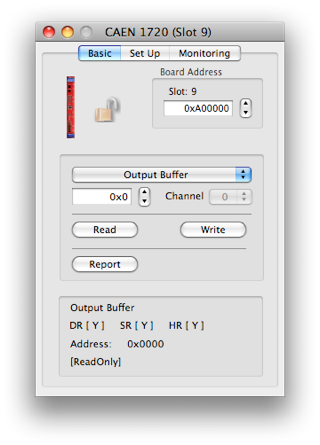 CAEN 1720 (Slot 9)
Basic Set Up Monitoring
Board Address
Slot: 9
0xA00000
Output Buffer
0x0 Channel 0
Read Write
Report
Output Buffer
DR [ Y ] SR [ Y ] HR [ Y ]
Address: 0x0000
[ReadOnly]